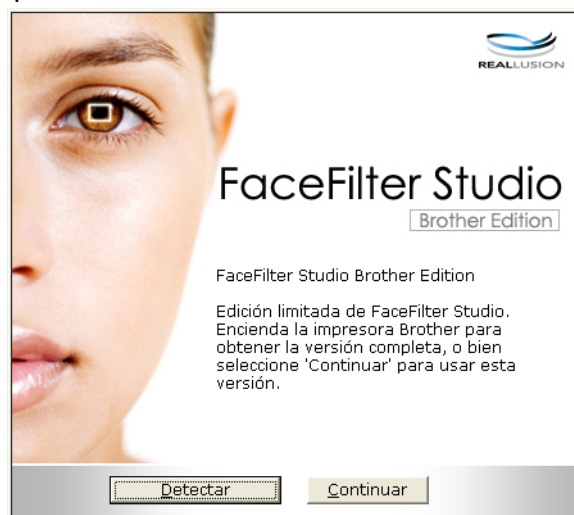 REALLUSION
FaceFilter Studio
Brother Edition
FaceFilter Studio Brother Edition
Edición limitada de FaceFilter Studio.
Encienda la impresora Brother para
obtener la versión completa, o bien
seleccione 'Continuar' para usar esta
versión.
Detectar Continuar